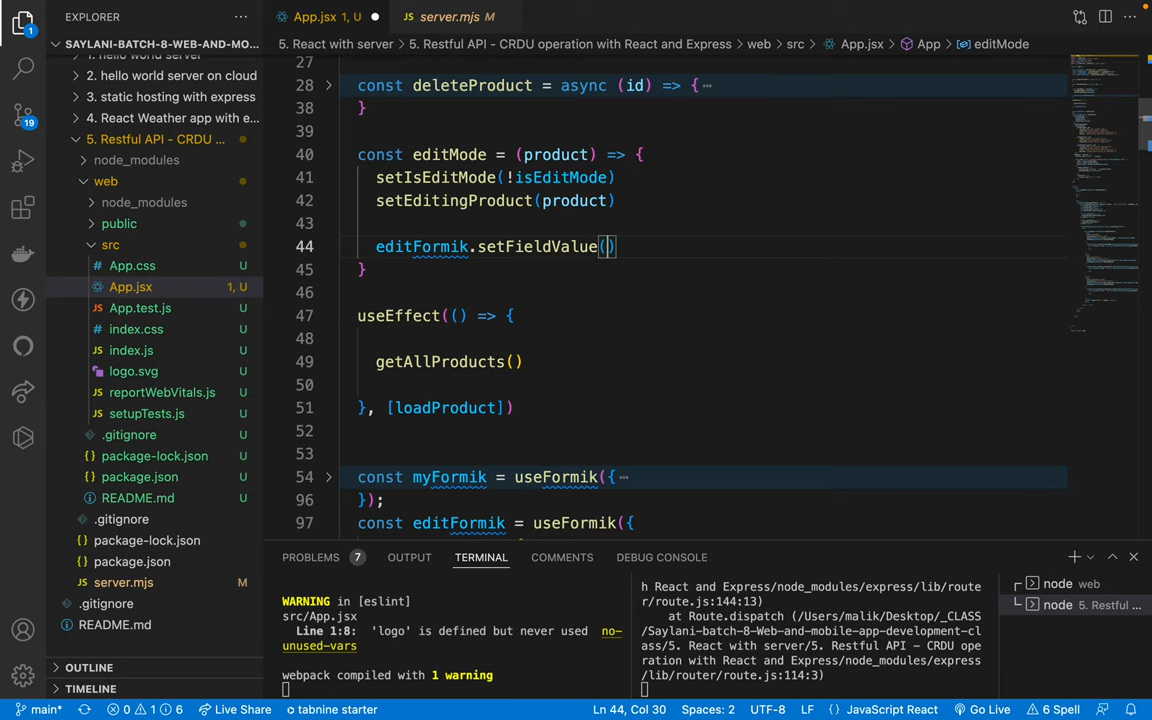 EXPLORER
SAYLANI-BATCH-8-WEB-AND-MO...
1. hello world server
2. hello world server on cloud
3. static hosting with express
4. React Weather app with e...
5. Restful API - CRDU ...
node_modules
web
node_modules
public
src
App.css U
App.jsx 1, U
App.test.js U
index.css U
index.js U
logo.svg U
reportWebVitals.js U
setupTests.js U
.gitignore U
package-lock.json U
package.json U
README.md U
.gitignore
package-lock.json
package.json
server.mjs M
.gitignore
README.md
OUTLINE
TIMELINE
1
19
App.jsx 1, U
server.mjs M
5. React with server > 5. Restful API - CRDU operation with React and Express > web > src > App.jsx > App > editMode
27
28 const deleteProduct = async (id) => {⋯
38 }
39
40 const editMode = (product) => {
41 setIsEditMode(!isEditMode)
42 setEditingProduct(product)
43
44 editFormik.setFieldValue()
45 }
46
47 useEffect(() => {
48
49 getAllProducts()
50
51 }, [loadProduct])
52
53
54 const myFormik = useFormik({⋯
96 });
97 const editFormik = useFormik({
PROBLEMS 7 OUTPUT TERMINAL COMMENTS DEBUG CONSOLE
WARNING in [eslint]
src/App.jsx
Line 1:8: 'logo' is defined but never used no-
unused-vars
webpack compiled with 1 warning
h React and Express/node_modules/express/lib/route
r/route.js:144:13)
at Route.dispatch (/Users/malik/Desktop/_CLASS
/Saylani-batch-8-Web-and-mobile-app-development-cl
ass/5. React with server/5. Restful API - CRDU ope
ration with React and Express/node_modules/express
/lib/router/route.js:114:3)
node web
node 5. Restful ...
main* 0 1 6 Live Share tabnine starter Ln 44, Col 30 Spaces: 2 UTF-8 LF {} JavaScript React Go Live 6 Spell